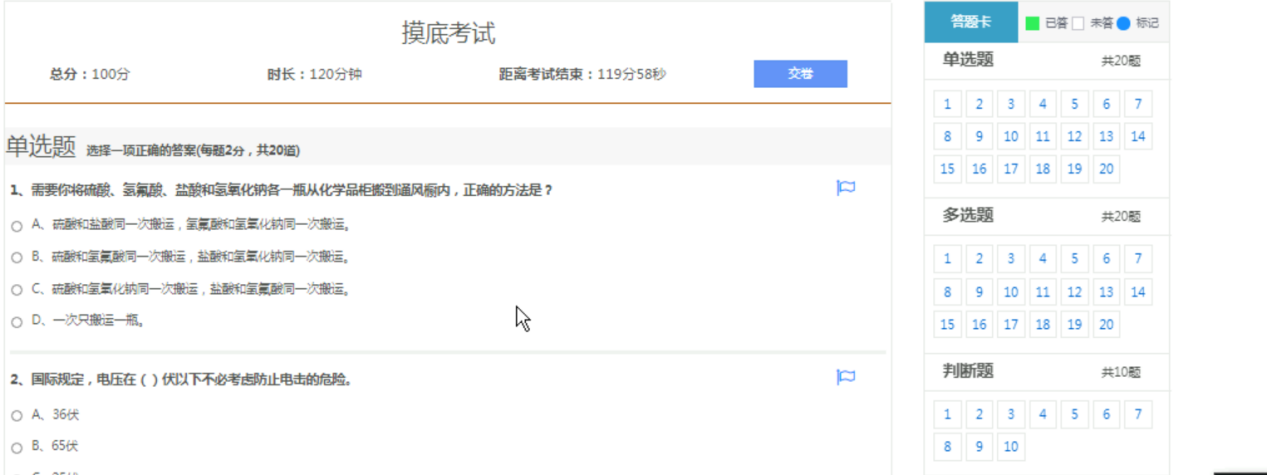 摸底考试
总分：100分 时长：120分钟 距离考试结束：119分58秒 交卷
单选题 选择一项正确的答案(每题2分，共20道)
1、需要你将硫酸、氢氟酸、盐酸和氢氧化钠各一瓶从化学品柜搬到通风橱内，正确的方法是？
A、硫酸和盐酸同一次搬运，氢氟酸和氢氧化钠同一次搬运。
B、硫酸和氢氟酸同一次搬运，盐酸和氢氧化钠同一次搬运。
C、硫酸和氢氧化钠同一次搬运，盐酸和氢氟酸同一次搬运。
D、一次只搬运一瓶。
2、国际规定，电压在（ ）伏以下不必考虑防止电击的危险。
A、36伏
B、65伏
答题卡 已答 未答 标记
单选题 共20题
1 2 3 4 5 6 7
8 9 10 11 12 13 14
15 16 17 18 19 20
多选题 共20题
1 2 3 4 5 6 7
8 9 10 11 12 13 14
15 16 17 18 19 20
判断题 共10题
1 2 3 4 5 6 7
8 9 10